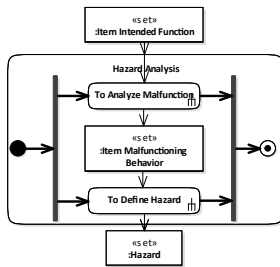 «set»
:Item Intended Function
Hazard Analysis
To Analyze Malfunction
«set»
:Item Malfunctioning
Behavior
To Define Hazard
«set»
:Hazard